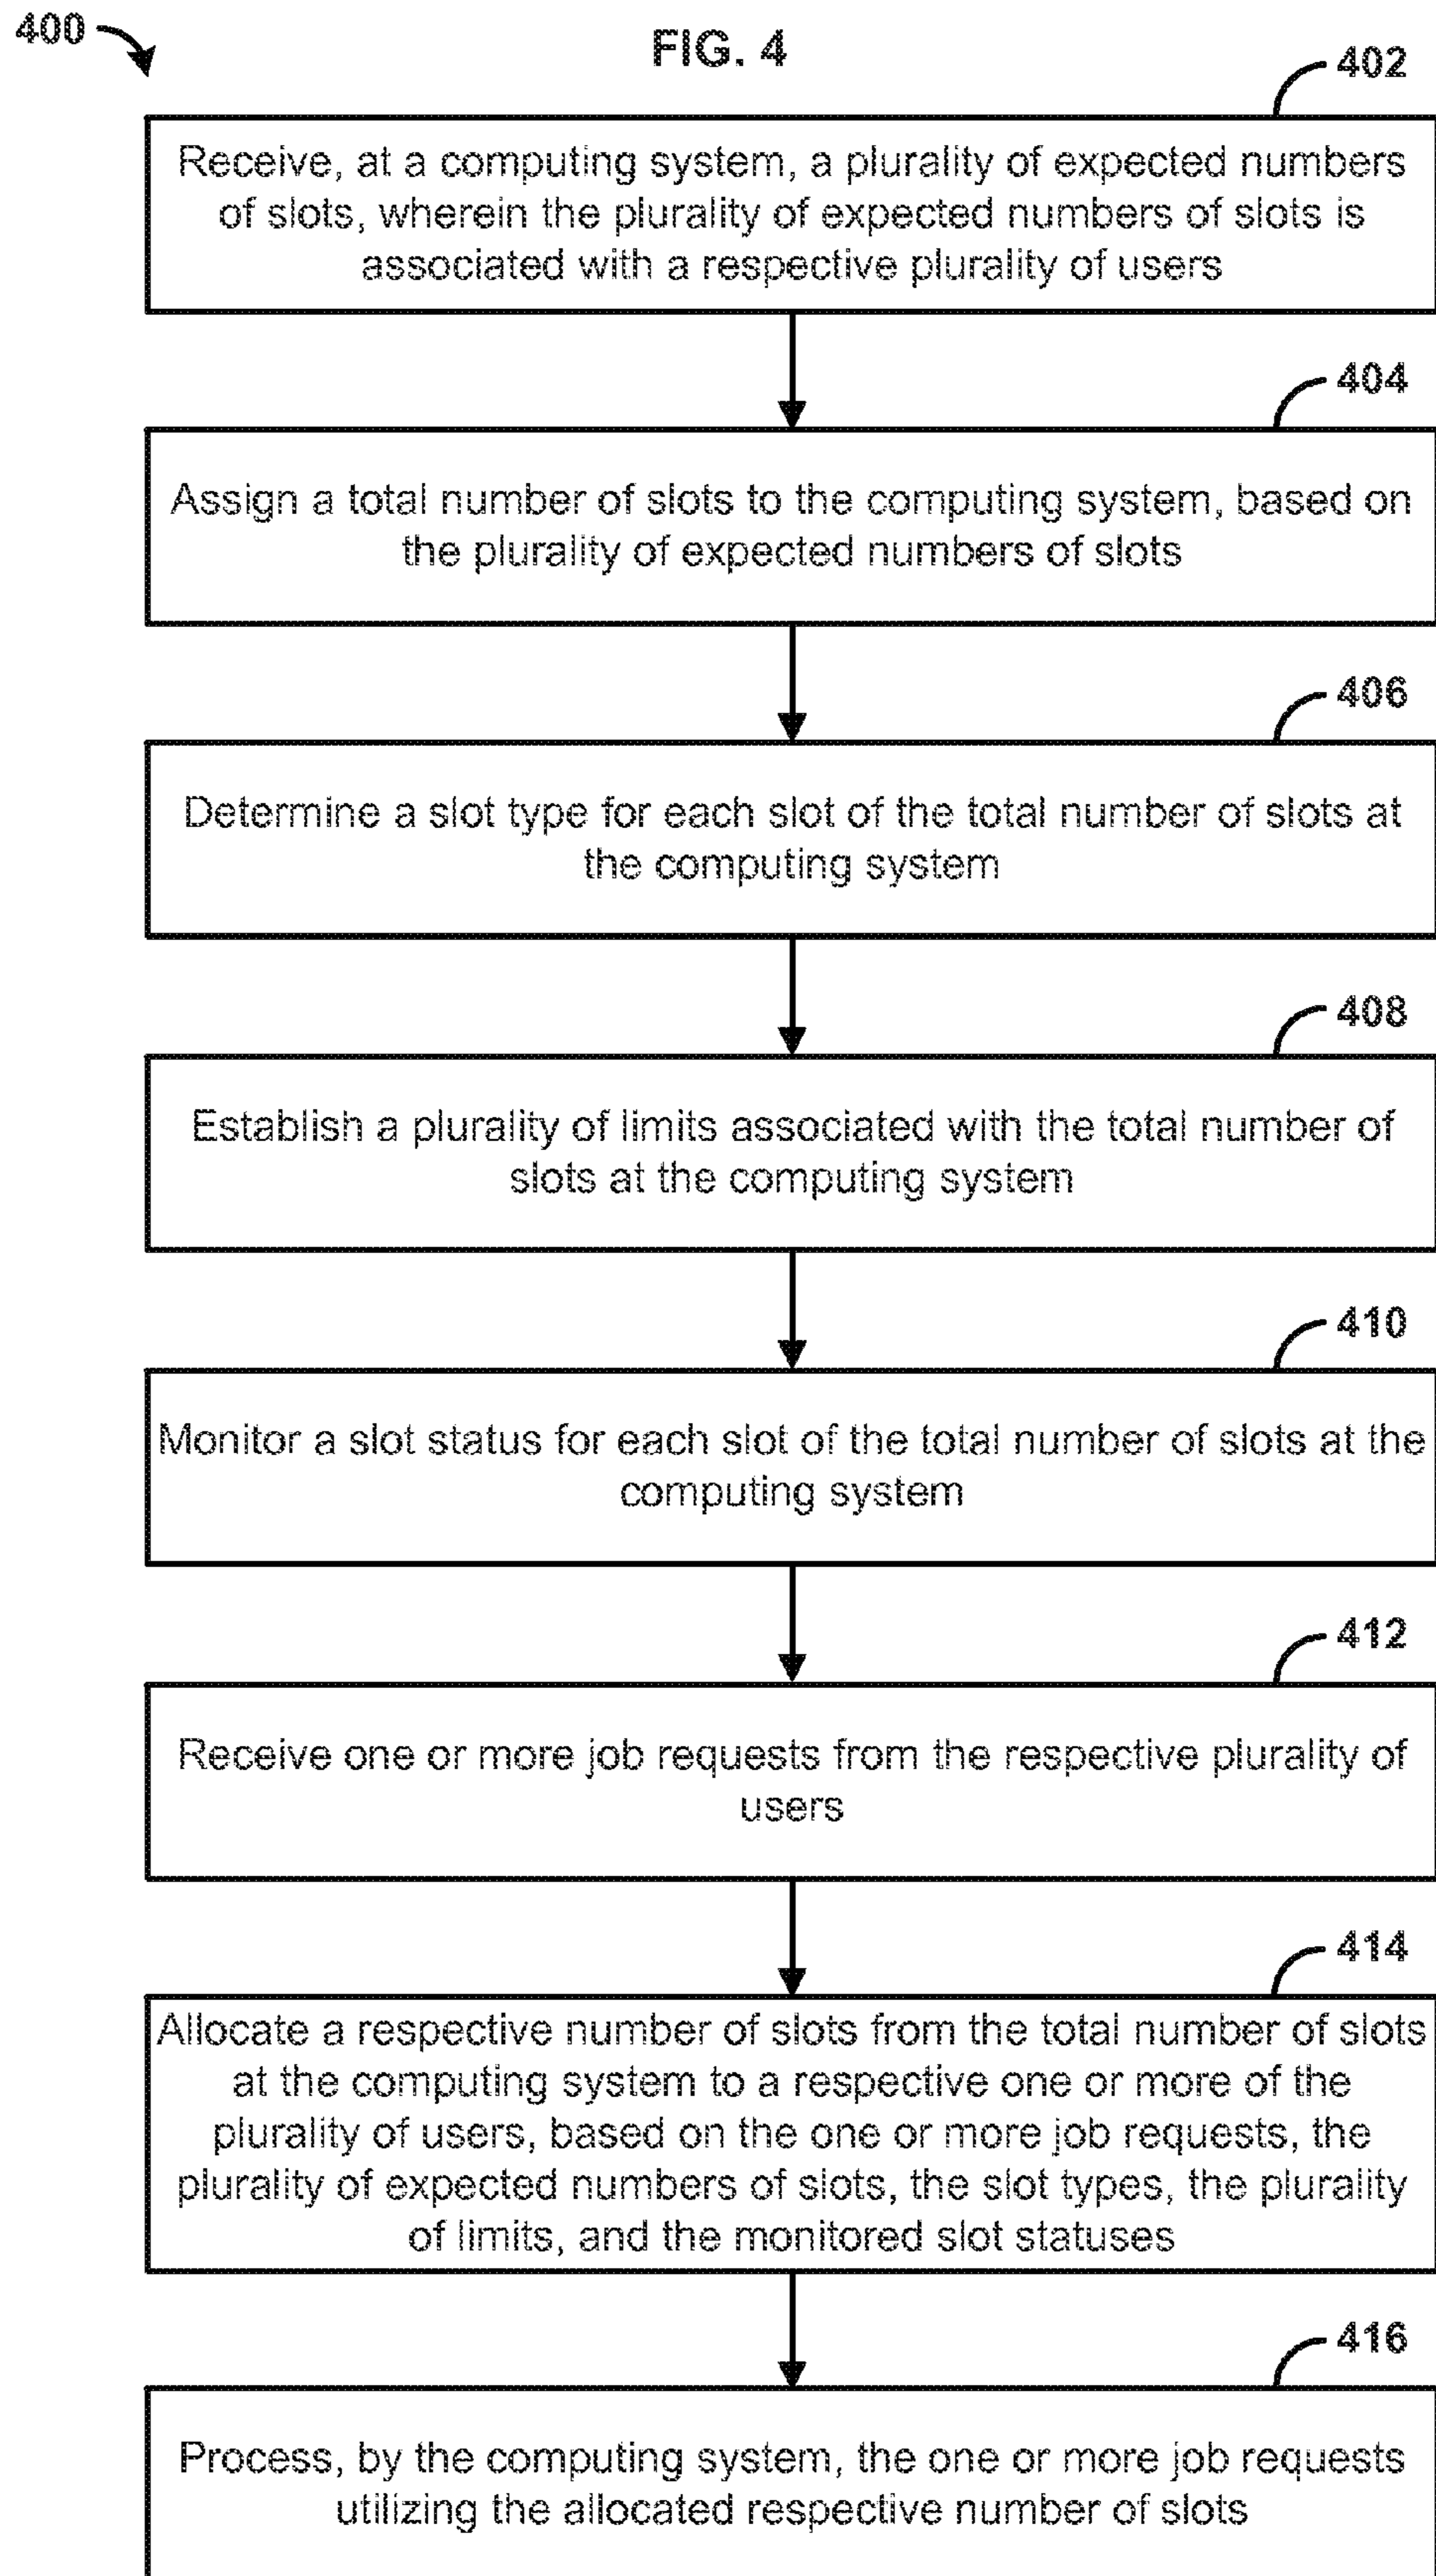 400
FIG. 4
402
Receive, at a computing system, a plurality of expected numbers
of slots, wherein the plurality of expected numbers of slots is
associated with a respective plurality of users
404
Assign a total number of slots to the computing system, based on
the plurality of expected numbers of slots
406
Determine a slot type for each slot of the total number of slots at
the computing system
408
Establish a plurality of limits associated with the total number of
slots at the computing system
410
Monitor a slot status for each slot of the total number of slots at the
computing system
412
Receive one or more job requests from the respective plurality of
users
414
Allocate a respective number of slots from the total number of slots
at the computing system to a respective one or more of the
plurality of users, based on the one or more job requests, the
plurality of expected numbers of slots, the slot types, the plurality
of limits, and the monitored slot statuses
416
Process, by the computing system, the one or more job requests
utilizing the allocated respective number of slots